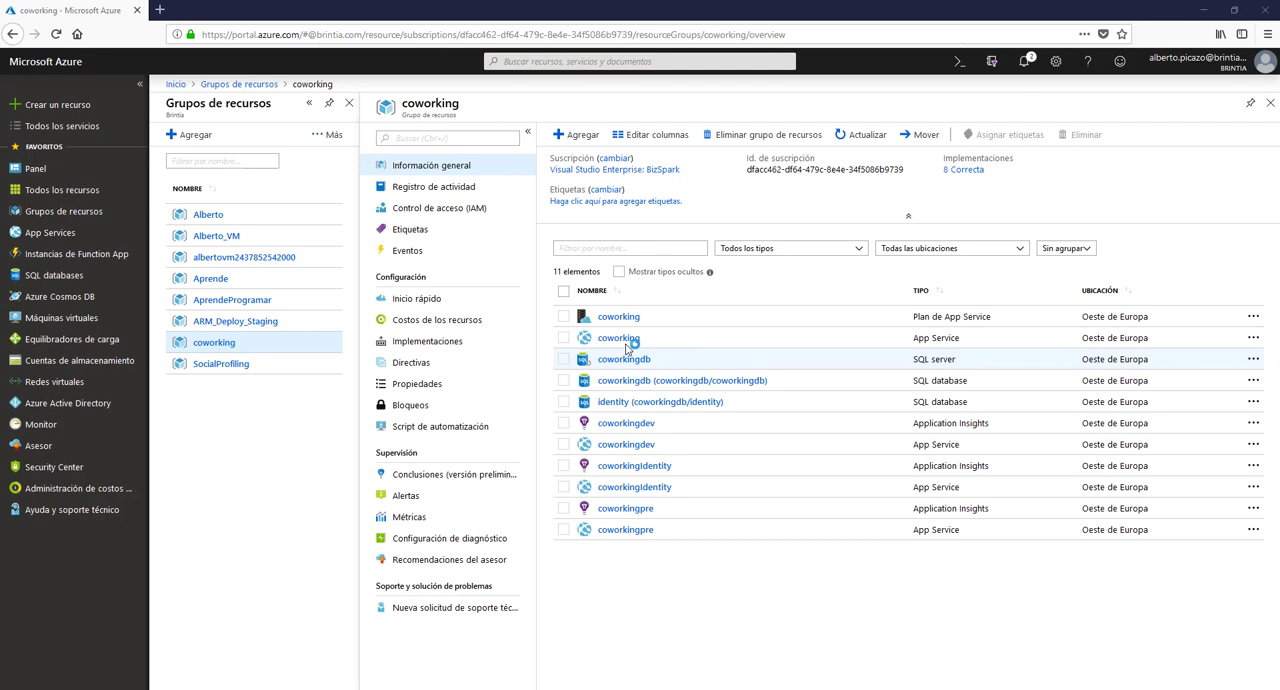 coworking - Microsoft Azure
https://portal.azure.com/#@brintia.com/resource/subscriptions/dfacc462-df64-479c-8e4e-34f5086b9739/resourceGroups/coworking/overview
Microsoft Azure
Buscar recursos, servicios y documentos
2
alberto.picazo@brintia...
BRINTIA
Crear un recurso
Todos los servicios
FAVORITOS
Panel
Todos los recursos
Grupos de recursos
App Services
Instancias de Function App
SQL databases
Azure Cosmos DB
Máquinas virtuales
Equilibradores de carga
Cuentas de almacenamiento
Redes virtuales
Azure Active Directory
Monitor
Asesor
Security Center
Administración de costos ...
Ayuda y soporte técnico
Inicio > Grupos de recursos > coworking
Grupos de recursos
Brintia
Agregar ··· Más
Filtrar por nombre...
NOMBRE
Alberto
Alberto_VM
albertovm2437852542000
Aprende
AprendeProgramar
ARM_Deploy_Staging
coworking
SocialProfiling
coworking
Grupo de recursos
Buscar (Ctrl+/)
Información general
Registro de actividad
Control de acceso (IAM)
Etiquetas
Eventos
Configuración
Inicio rápido
Costos de los recursos
Implementaciones
Directivas
Propiedades
Bloqueos
Script de automatización
Supervisión
Conclusiones (versión prelimin...
Alertas
Métricas
Configuración de diagnóstico
Recomendaciones del asesor
Soporte y solución de problemas
Nueva solicitud de soporte téc...
Agregar Editar columnas Eliminar grupo de recursos Actualizar Mover Asignar etiquetas Eliminar
Suscripción (cambiar) Id. de suscripción Implementaciones
Visual Studio Enterprise: BizSpark dfacc462-df64-479c-8e4e-34f5086b9739 8 Correcta
Etiquetas (cambiar)
Haga clic aquí para agregar etiquetas.
Filtrar por nombre... Todos los tipos Todas las ubicaciones Sin agrupar
11 elementos Mostrar tipos ocultos
NOMBRE TIPO UBICACIÓN
coworking Plan de App Service Oeste de Europa ···
coworking App Service Oeste de Europa ···
coworkingdb SQL server Oeste de Europa ···
coworkingdb (coworkingdb/coworkingdb) SQL database Oeste de Europa ···
identity (coworkingdb/identity) SQL database Oeste de Europa ···
coworkingdev Application Insights Oeste de Europa ···
coworkingdev App Service Oeste de Europa ···
coworkingIdentity Application Insights Oeste de Europa ···
coworkingIdentity App Service Oeste de Europa ···
coworkingpre Application Insights Oeste de Europa ···
coworkingpre App Service Oeste de Europa ···